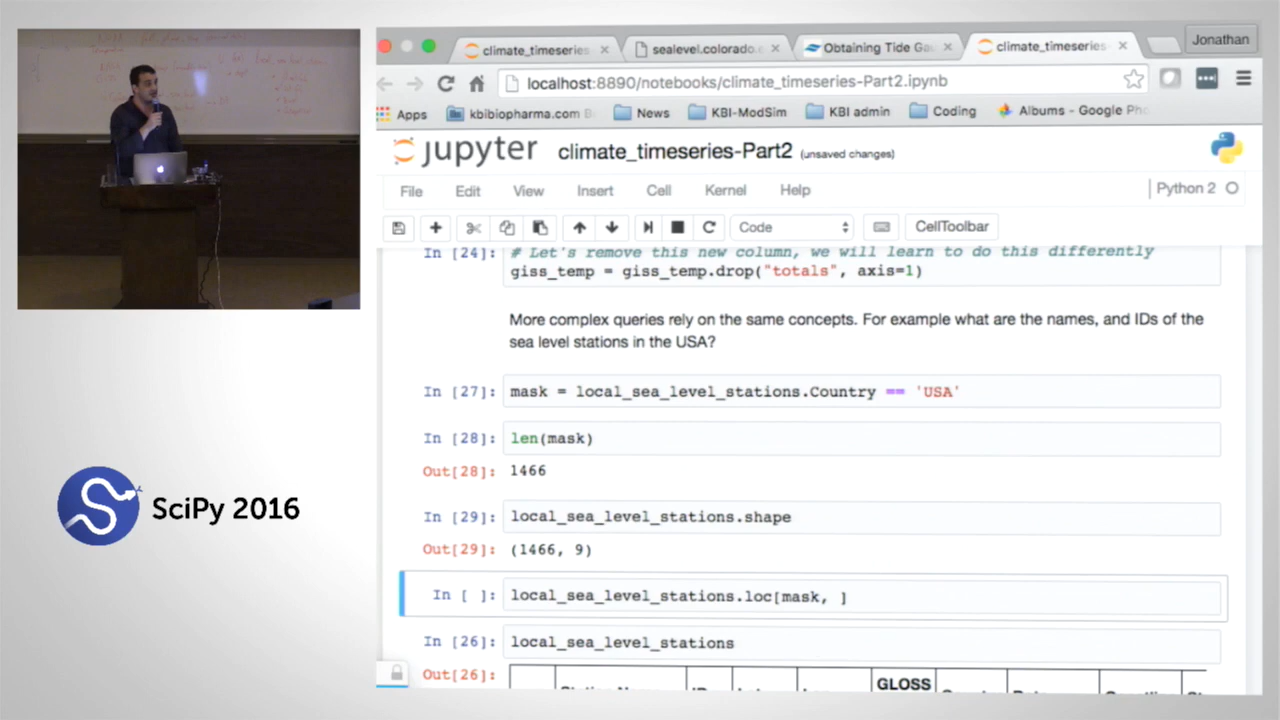 climate_timeseries
sealevel.colorado.e
Obtaining Tide Ga
climate_timeseries
Jonathan
localhost:8890/notebooks/climate_timeseries-Part2.ipynb
Apps
kbibiopharma.com B
News
KBI-ModSim
KBI admin
Coding
Albums - Google Pho
jupyter climate_timeseries-Part2 (unsaved changes)
File Edit View Insert Cell Kernel Help
Python 2
Code
CellToolbar
In [24]: # Let's remove this new column, we will learn to do this differently
giss_temp = giss_temp.drop("totals", axis=1)
More complex queries rely on the same concepts. For example what are the names, and IDs of the
sea level stations in the USA?
In [27]: mask = local_sea_level_stations.Country == 'USA'
In [28]: len(mask)
Out[28]: 1466
In [29]: local_sea_level_stations.shape
Out[29]: (1466, 9)
In [ ]: local_sea_level_stations.loc[mask, ]
In [26]: local_sea_level_stations
Out[26]:
GLOSS
SciPy 2016